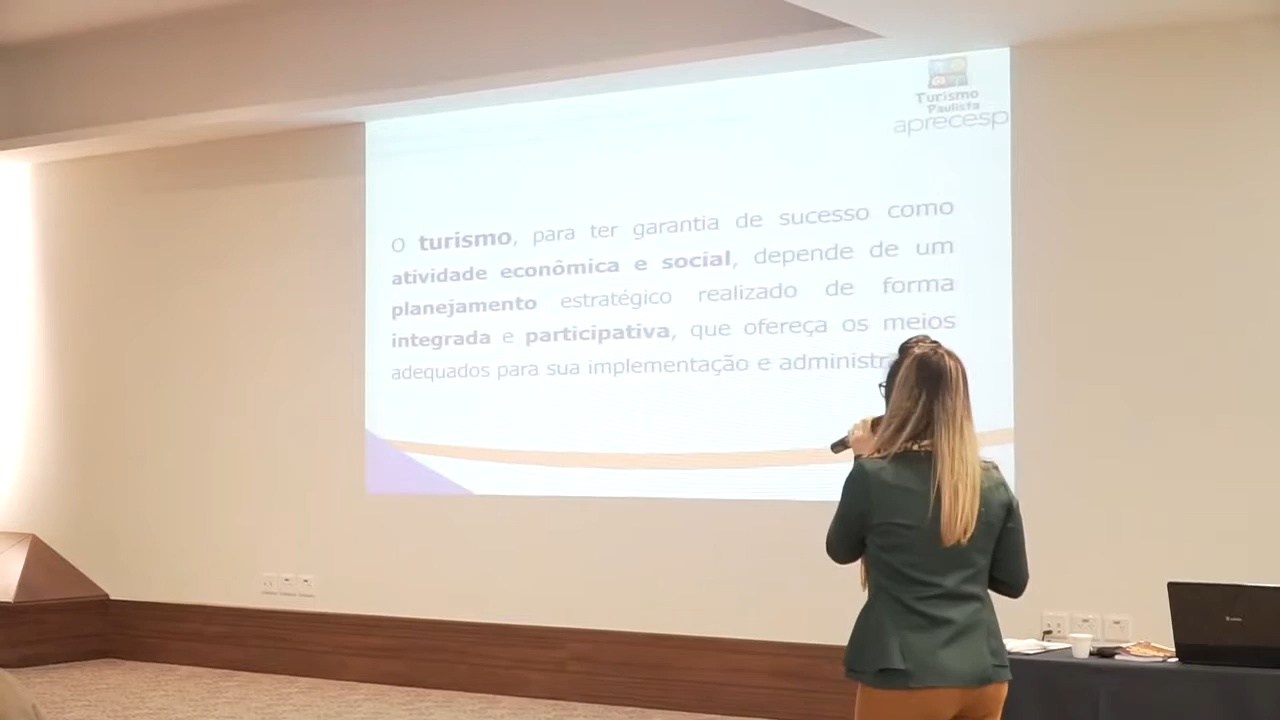 Turismo
Paulista
aprecesp
O turismo, para ter garantia de sucesso como
atividade econômica e social, depende de um
planejamento estratégico realizado de forma
integrada e participativa, que ofereça os meios
adequados para sua implementação e administr